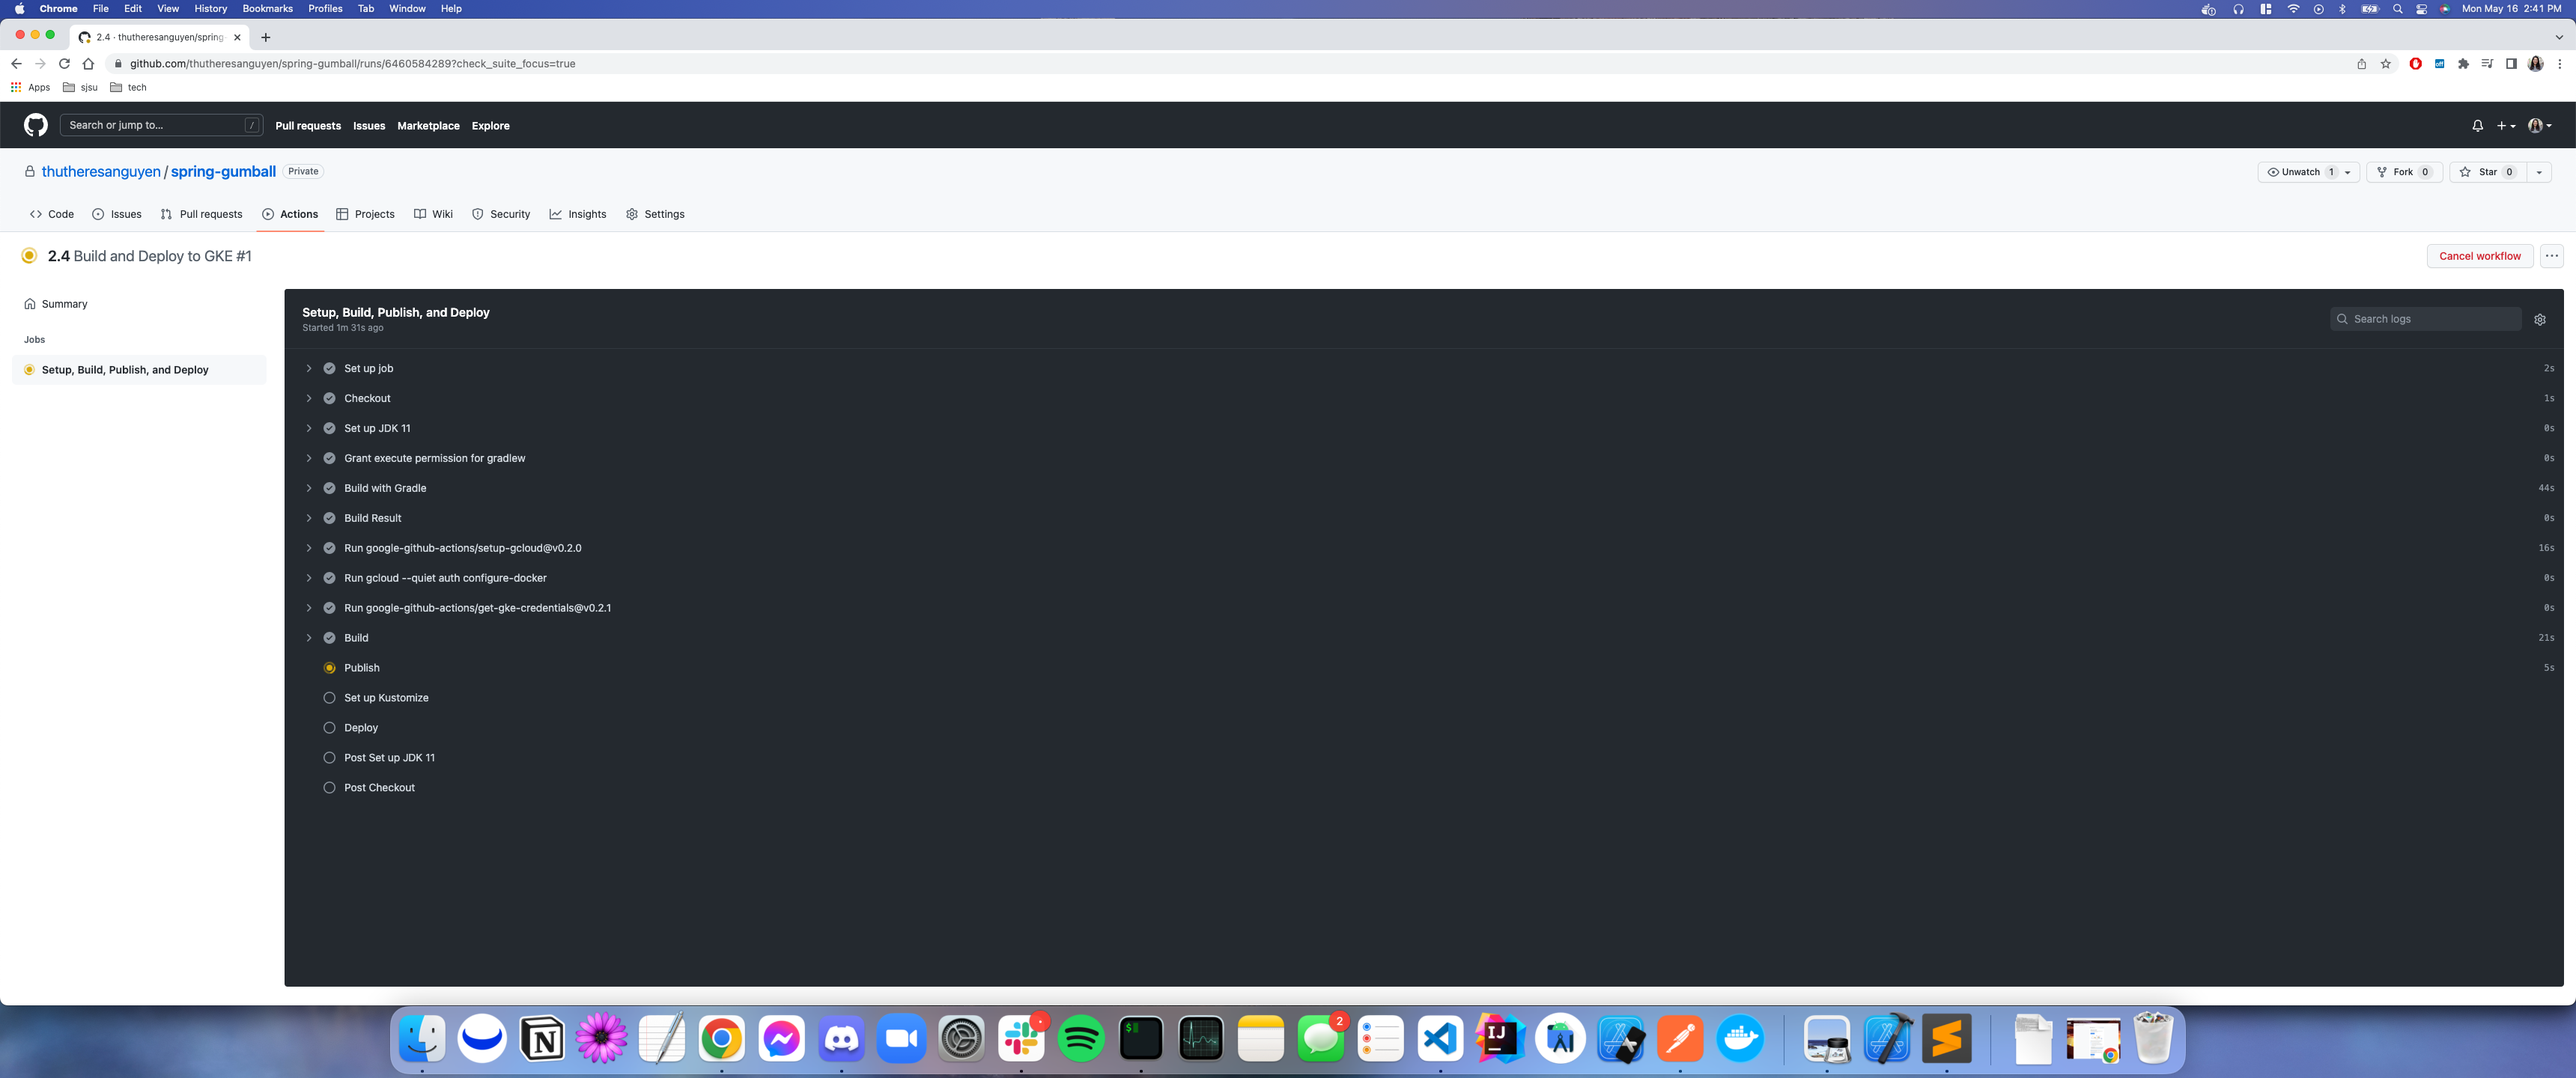 Chrome File Edit View History Bookmarks Profiles Tab Window Help Mon May 16 2:41 PM
2.4 · thutheresanguyen/spring
github.com/thutheresanguyen/spring-gumball/runs/6460584289?check_suite_focus=true
Apps sjsu tech
Search or jump to... / Pull requests Issues Marketplace Explore
thutheresanguyen / spring-gumball Private Unwatch 1 Fork 0 Star 0
Code Issues Pull requests Actions Projects Wiki Security Insights Settings
2.4 Build and Deploy to GKE #1 Cancel workflow
Summary
Jobs
Setup, Build, Publish, and Deploy
Setup, Build, Publish, and Deploy
Started 1m 31s ago
Search logs
Set up job 2s
Checkout 1s
Set up JDK 11 0s
Grant execute permission for gradlew 0s
Build with Gradle 44s
Build Result 0s
Run google-github-actions/setup-gcloud@v0.2.0 16s
Run gcloud --quiet auth configure-docker 0s
Run google-github-actions/get-gke-credentials@v0.2.1 0s
Build 21s
Publish 5s
Set up Kustomize
Deploy
Post Set up JDK 11
Post Checkout
2
IJ